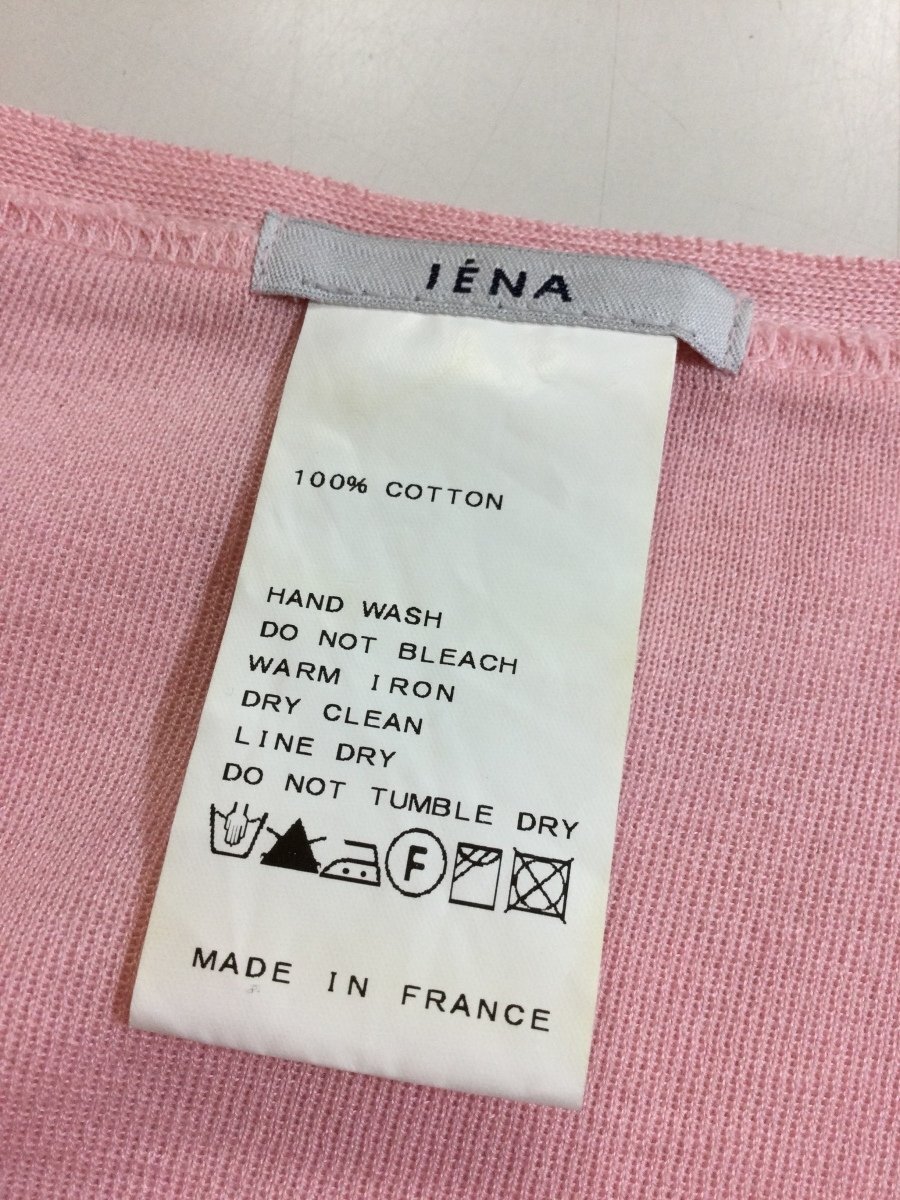 IÉNA
100% COTTON
HAND WASH
DO NOT BLEACH
WARM IRON
DRY CLEAN
LINE DRY
DO NOT TUMBLE DRY
F
MADE IN FRANCE